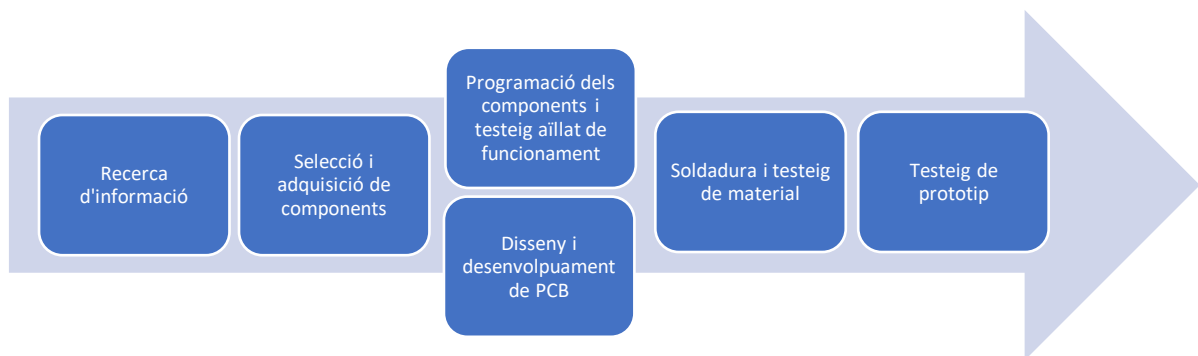 Recerca
d'informació
Selecció i
adquisició de
components
Programació dels
components i
testeig aïllat de
funcionament
Disseny i
desenvolpuament
de PCB
Soldadura i testeig
de material
Testeig de
prototip